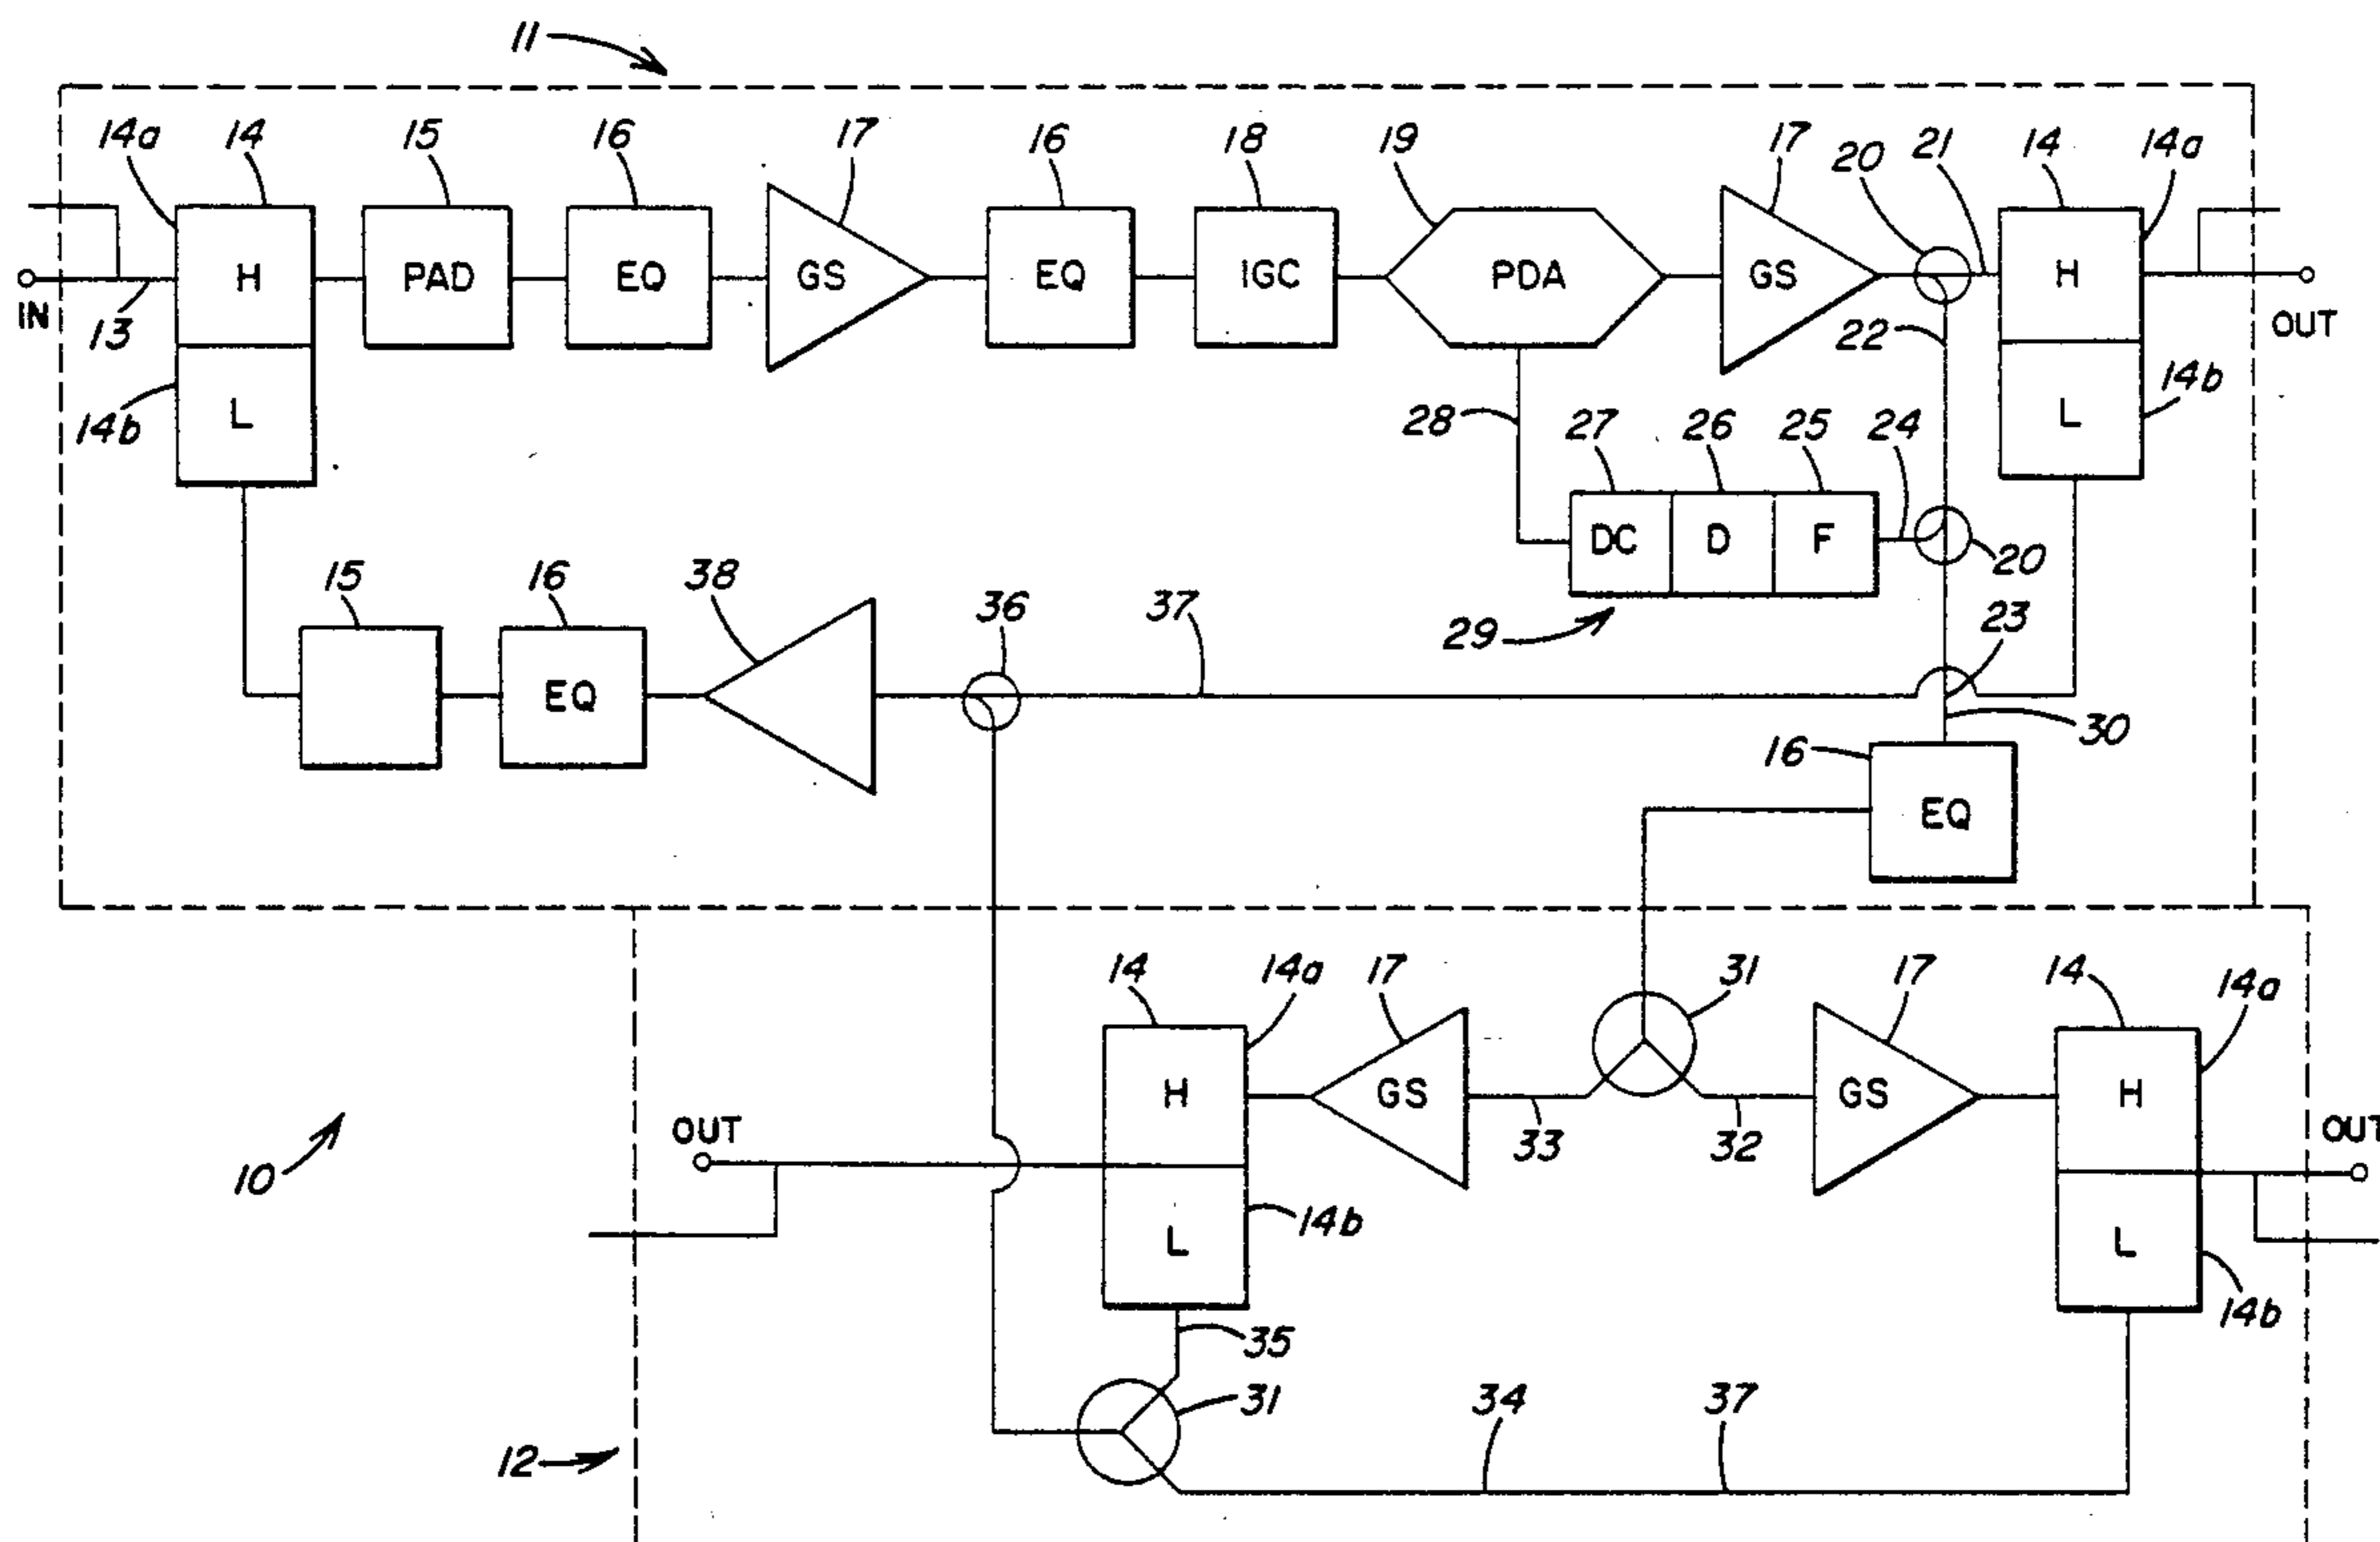 11
14a 14 15 16 17 16 18 19 17 20 21 14 14a
H PAD EQ GS EQ IGC PDA GS H
IN 13 22 OUT
14b L 28 27 26 25 24 L 14b
DC D F 20
15 16 38 36 37 29 23
EQ 30
16
EQ
14 14a 17 31 17 14 14a
H GS GS H
OUT 33 32 OUT
10
14b
L L
35 14b
31 34 37
12